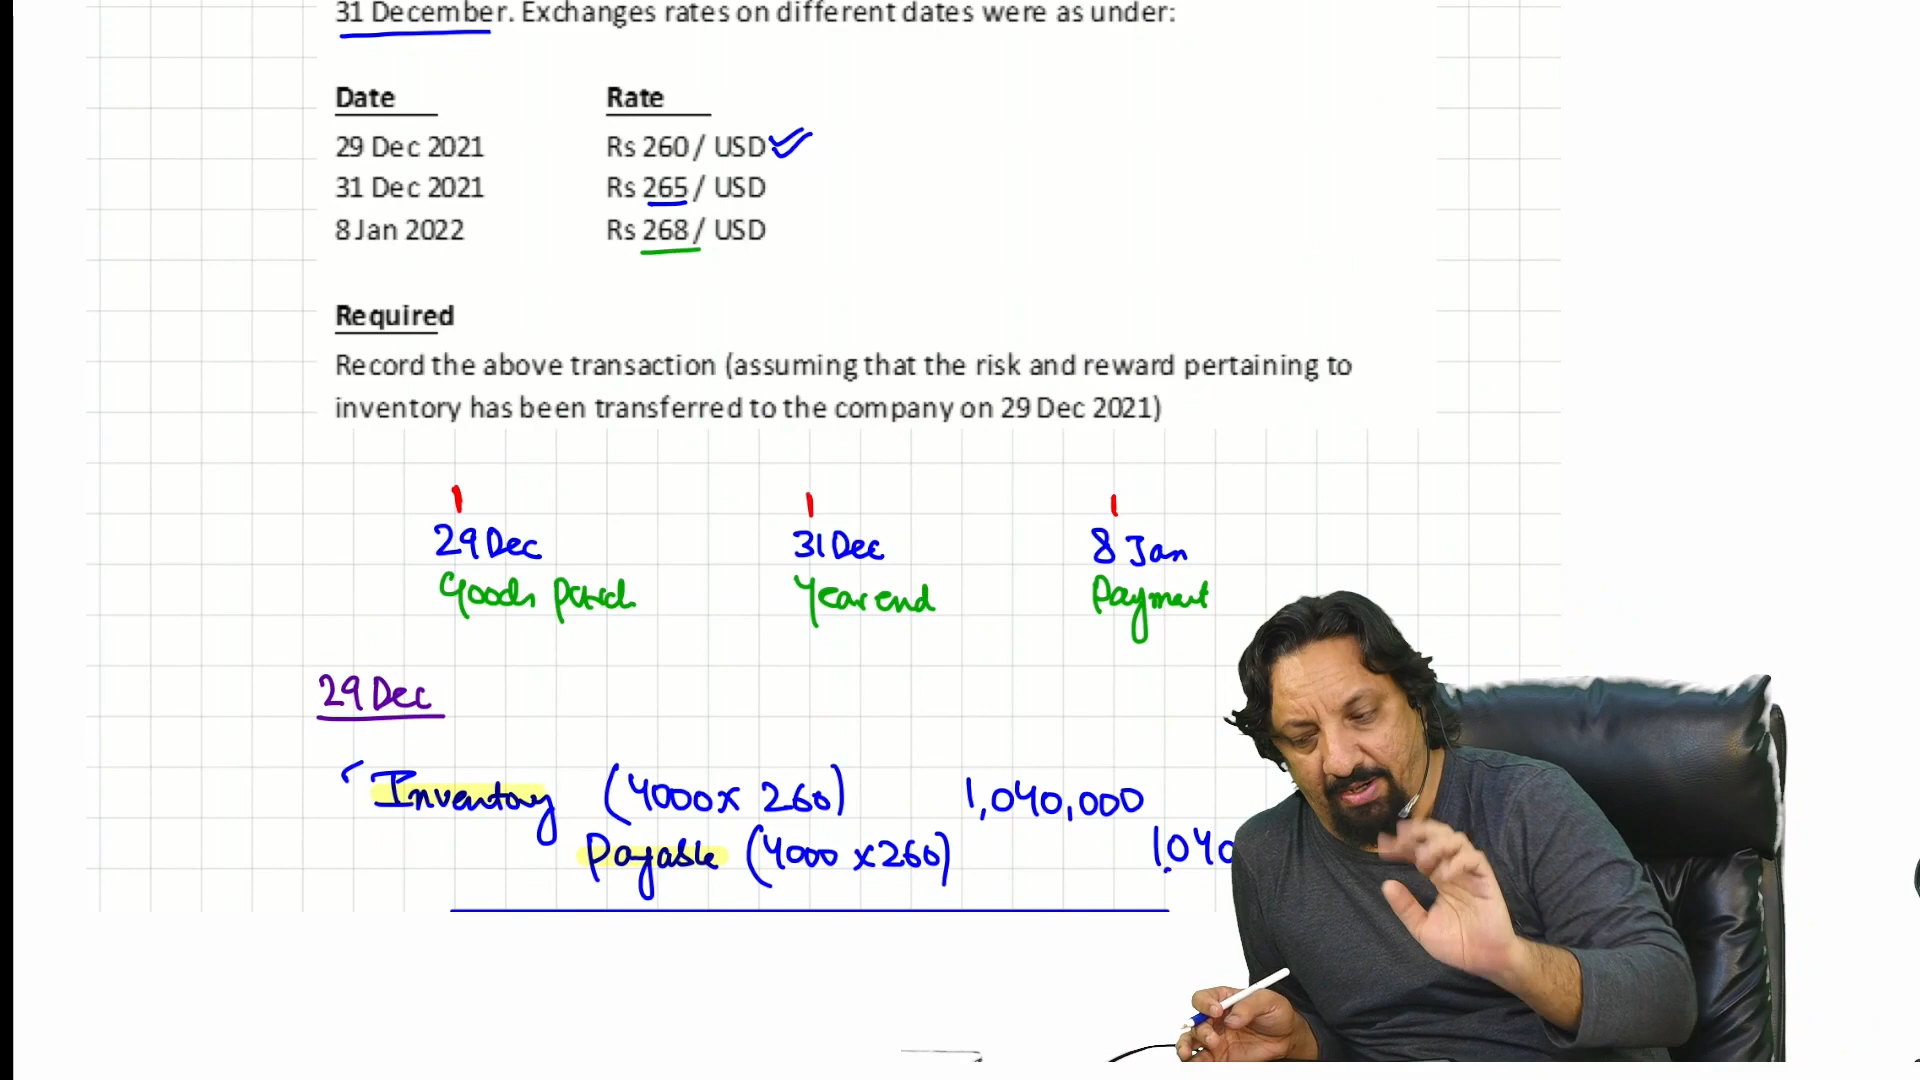 31 December. Exchanges rates on different dates were as under:
Date Rate
29 Dec 2021 Rs 260 / USD
31 Dec 2021 Rs 265 / USD
8 Jan 2022 Rs 268 / USD
Required
Record the above transaction (assuming that the risk and reward pertaining to
inventory has been transferred to the company on 29 Dec 2021)
29 Dec 31 Dec 8 Jan
Goods Year end Payment
29 Dec
Inventory (4000 x 260) 1,040,000
Payable (4000 x 260) 1,040